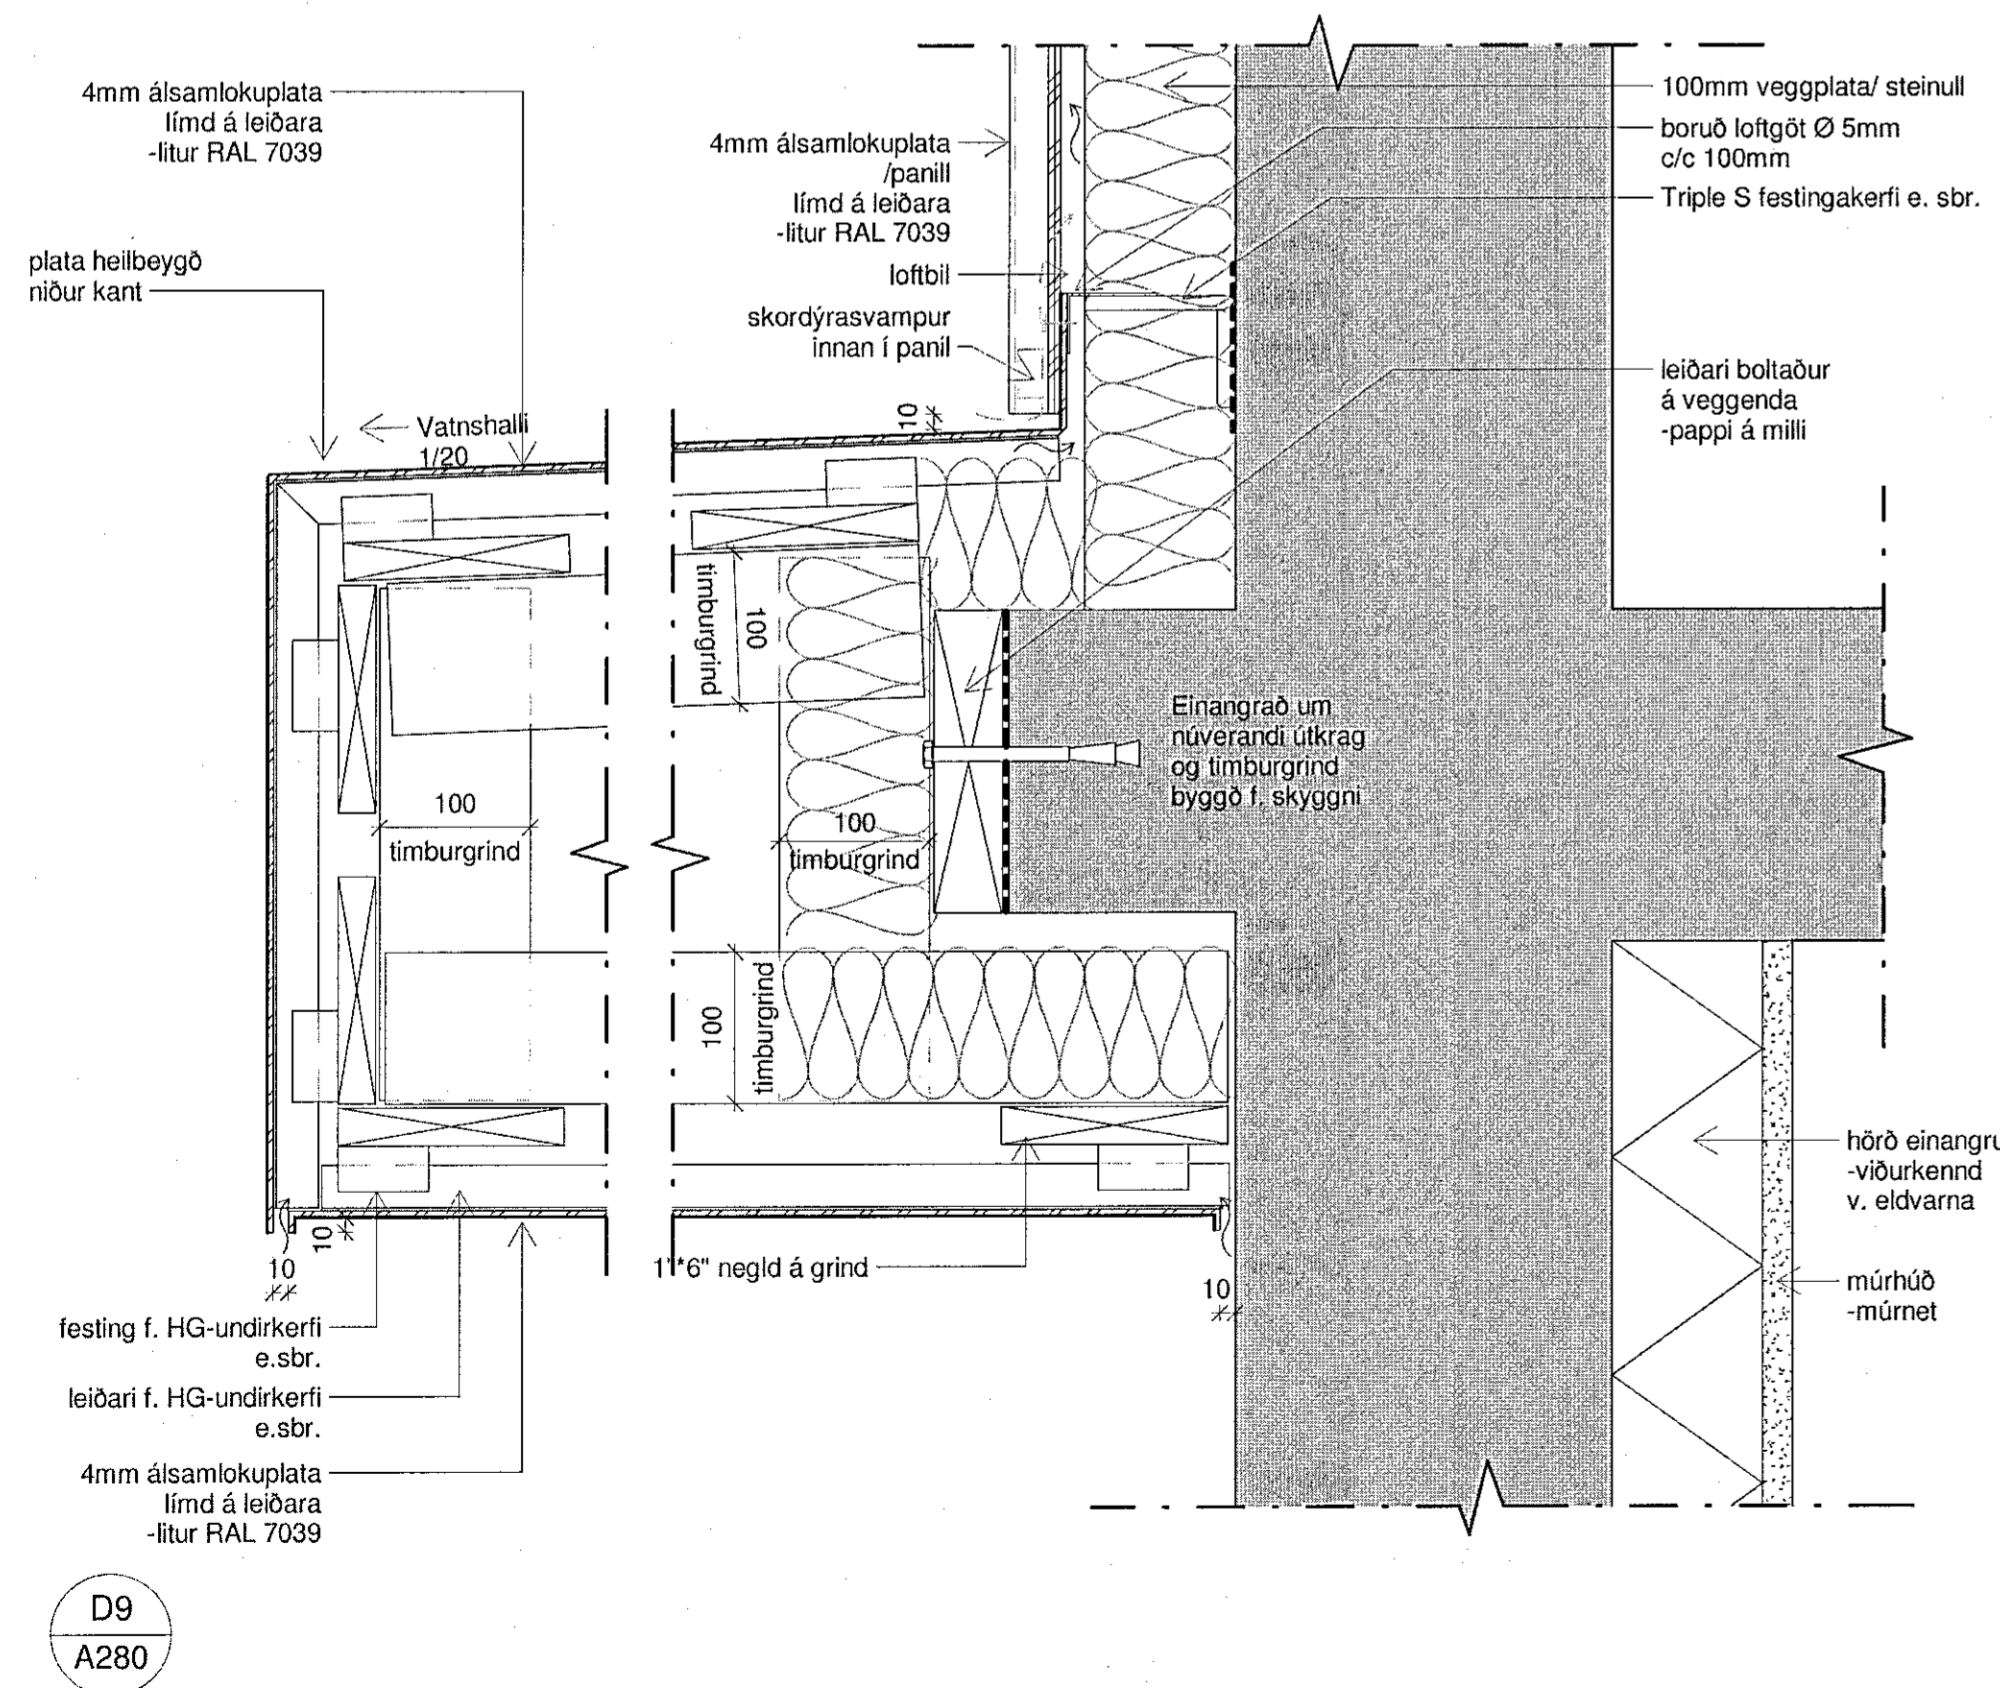 4mm álsamlokuplata
límd á leiðara
-litur RAL 7039
plata heilbeygð
niður kant
Vatnshalli
1/20
4mm álsamlokuplata
/panill
límd á leiðara
-litur RAL 7039
loftbil
skordýrasvampur
innan í panil
10
100mm veggplata/ steinull
boruð loftgöt Ø 5mm
c/c 100mm
Triple S festingakerfi e. sbr.
leiðari boltaður
á veggenda
-pappi á milli
100
timburgrind
Einangrað um
núverandi útkrag
og timburgrind
byggð f. skyggni
100
timburgrind
100
timburgrind
100
timburgrind
hörð einangru
-viðurkennd
v. eldvarna
múrhúð
-múrnet
10
10
10
1"*6" negld á grind
festing f. HG-undirkerfi
e.sbr.
leiðari f. HG-undirkerfi
e.sbr.
4mm álsamlokuplata
límd á leiðara
-litur RAL 7039
D9
A280